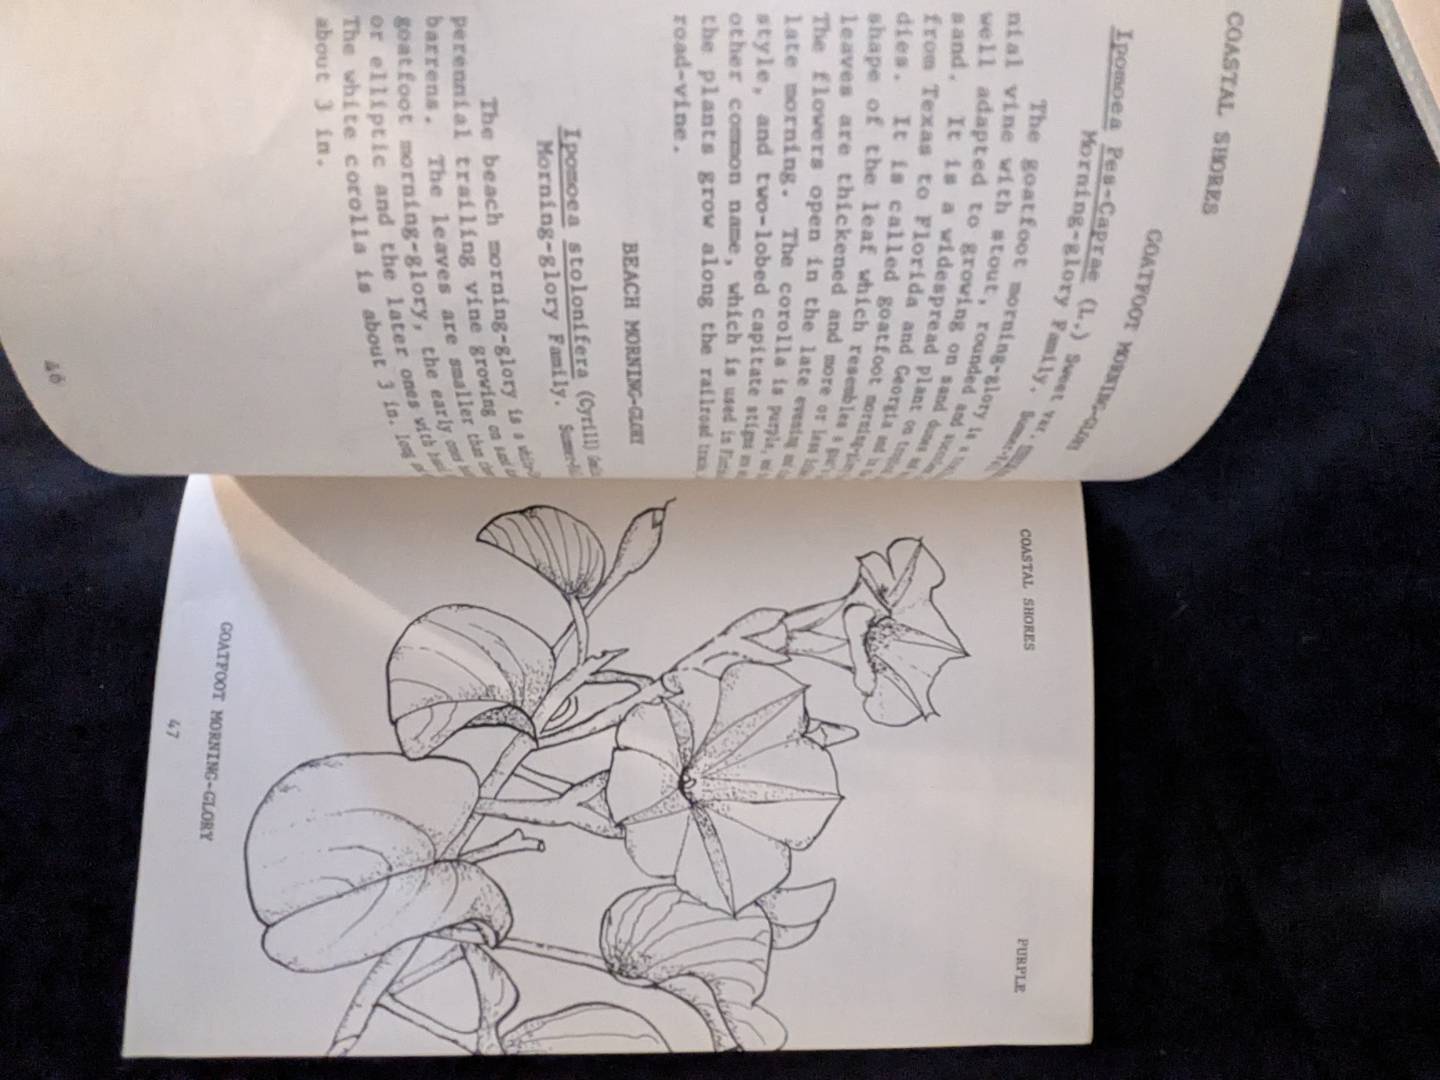 COASTAL SHORES
GOATFOOT MORNING-GLORY
Ipomoea Pes-Caprae (L.) Sweet var.
Morning-glory Family.
The goatfoot morning-glory is a
nial vine with stout, rounded and
well adapted to growing on sand dunes
sand. It is a widespread plant on
from Texas to Florida and Georgia and
dies. It is called goatfoot morning-
shape of the leaf which resembles a
leaves are thickened and more or less
The flowers open in the late evening
late morning. The corolla is purple,
style, and two-lobed capitate stigma
other common name, which is used in
the plants grow along the railroad
road-vine.
BEACH MORNING-GLORY
Ipomoea stolonifera (Cyrill)
Morning-glory Family.
The beach morning-glory is a
perennial trailing vine growing on
barrens. The leaves are smaller than
goatfoot morning-glory, the early ones
or elliptic and the later ones with
The white corolla is about 3 in. long
about 3 in.
46
COASTAL SHORES
PURPLE
GOATFOOT MORNING-GLORY
47